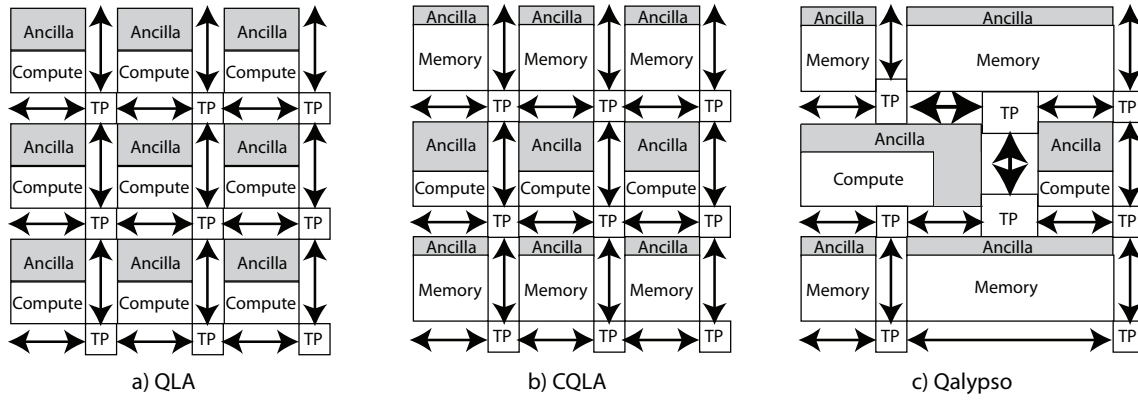 Ancilla Ancilla Ancilla
Compute Compute Compute
TP TP TP
Ancilla Ancilla Ancilla
Compute Compute Compute
TP TP TP
Ancilla Ancilla Ancilla
Compute Compute Compute
TP TP TP
a) QLA
Ancilla Ancilla Ancilla
Memory Memory Memory
TP TP TP
Ancilla Ancilla Ancilla
Compute Compute Compute
TP TP TP
Ancilla Ancilla Ancilla
Memory Memory Memory
TP TP TP
b) CQLA
Ancilla Ancilla
Memory Memory
TP TP TP
Ancilla Ancilla
Compute Compute
TP TP TP
Ancilla Ancilla
Memory Memory
TP TP
c) Qalypso